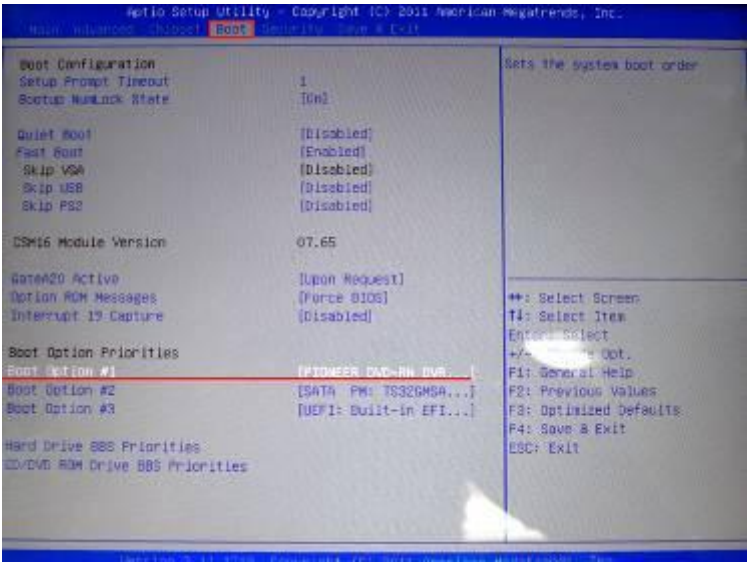 Aptio Setup Utility - Copyright (C) 2011 American Megatrends, Inc.
Main Advanced Chipset Boot Security Save & Exit
Boot Configuration
Setup Prompt Timeout 1
Bootup NumLock State [On]
Quiet Boot [Disabled]
Fast Boot [Enabled]
Skip VGA [Disabled]
Skip USB [Disabled]
Skip PS2 [Disabled]
CSM16 Module Version 07.65
GateA20 Active [Upon Request]
Option ROM Messages [Force BIOS]
Interrupt 19 Capture [Disabled]
Boot Option Priorities
Boot Option #1 [PIONEER DVD-RW DVR...]
Boot Option #2 [SATA PM: TS32GMSA...]
Boot Option #3 [UEFI: Built-in EFI...]
Hard Drive BBS Priorities
CD/DVD ROM Drive BBS Priorities
Sets the system boot order
↔: Select Screen
↑↓: Select Item
Enter: Select
+/- Opt.
F1: General Help
F2: Previous Values
F3: Optimized Defaults
F4: Save & Exit
ESC: Exit